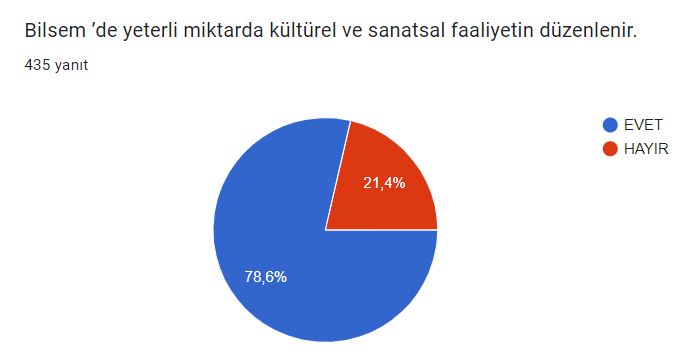 Bilsem ’de yeterli miktarda kültürel ve sanatsal faaliyetin düzenlenir.
435 yanıt
EVET
HAYIR
21,4%
78,6%